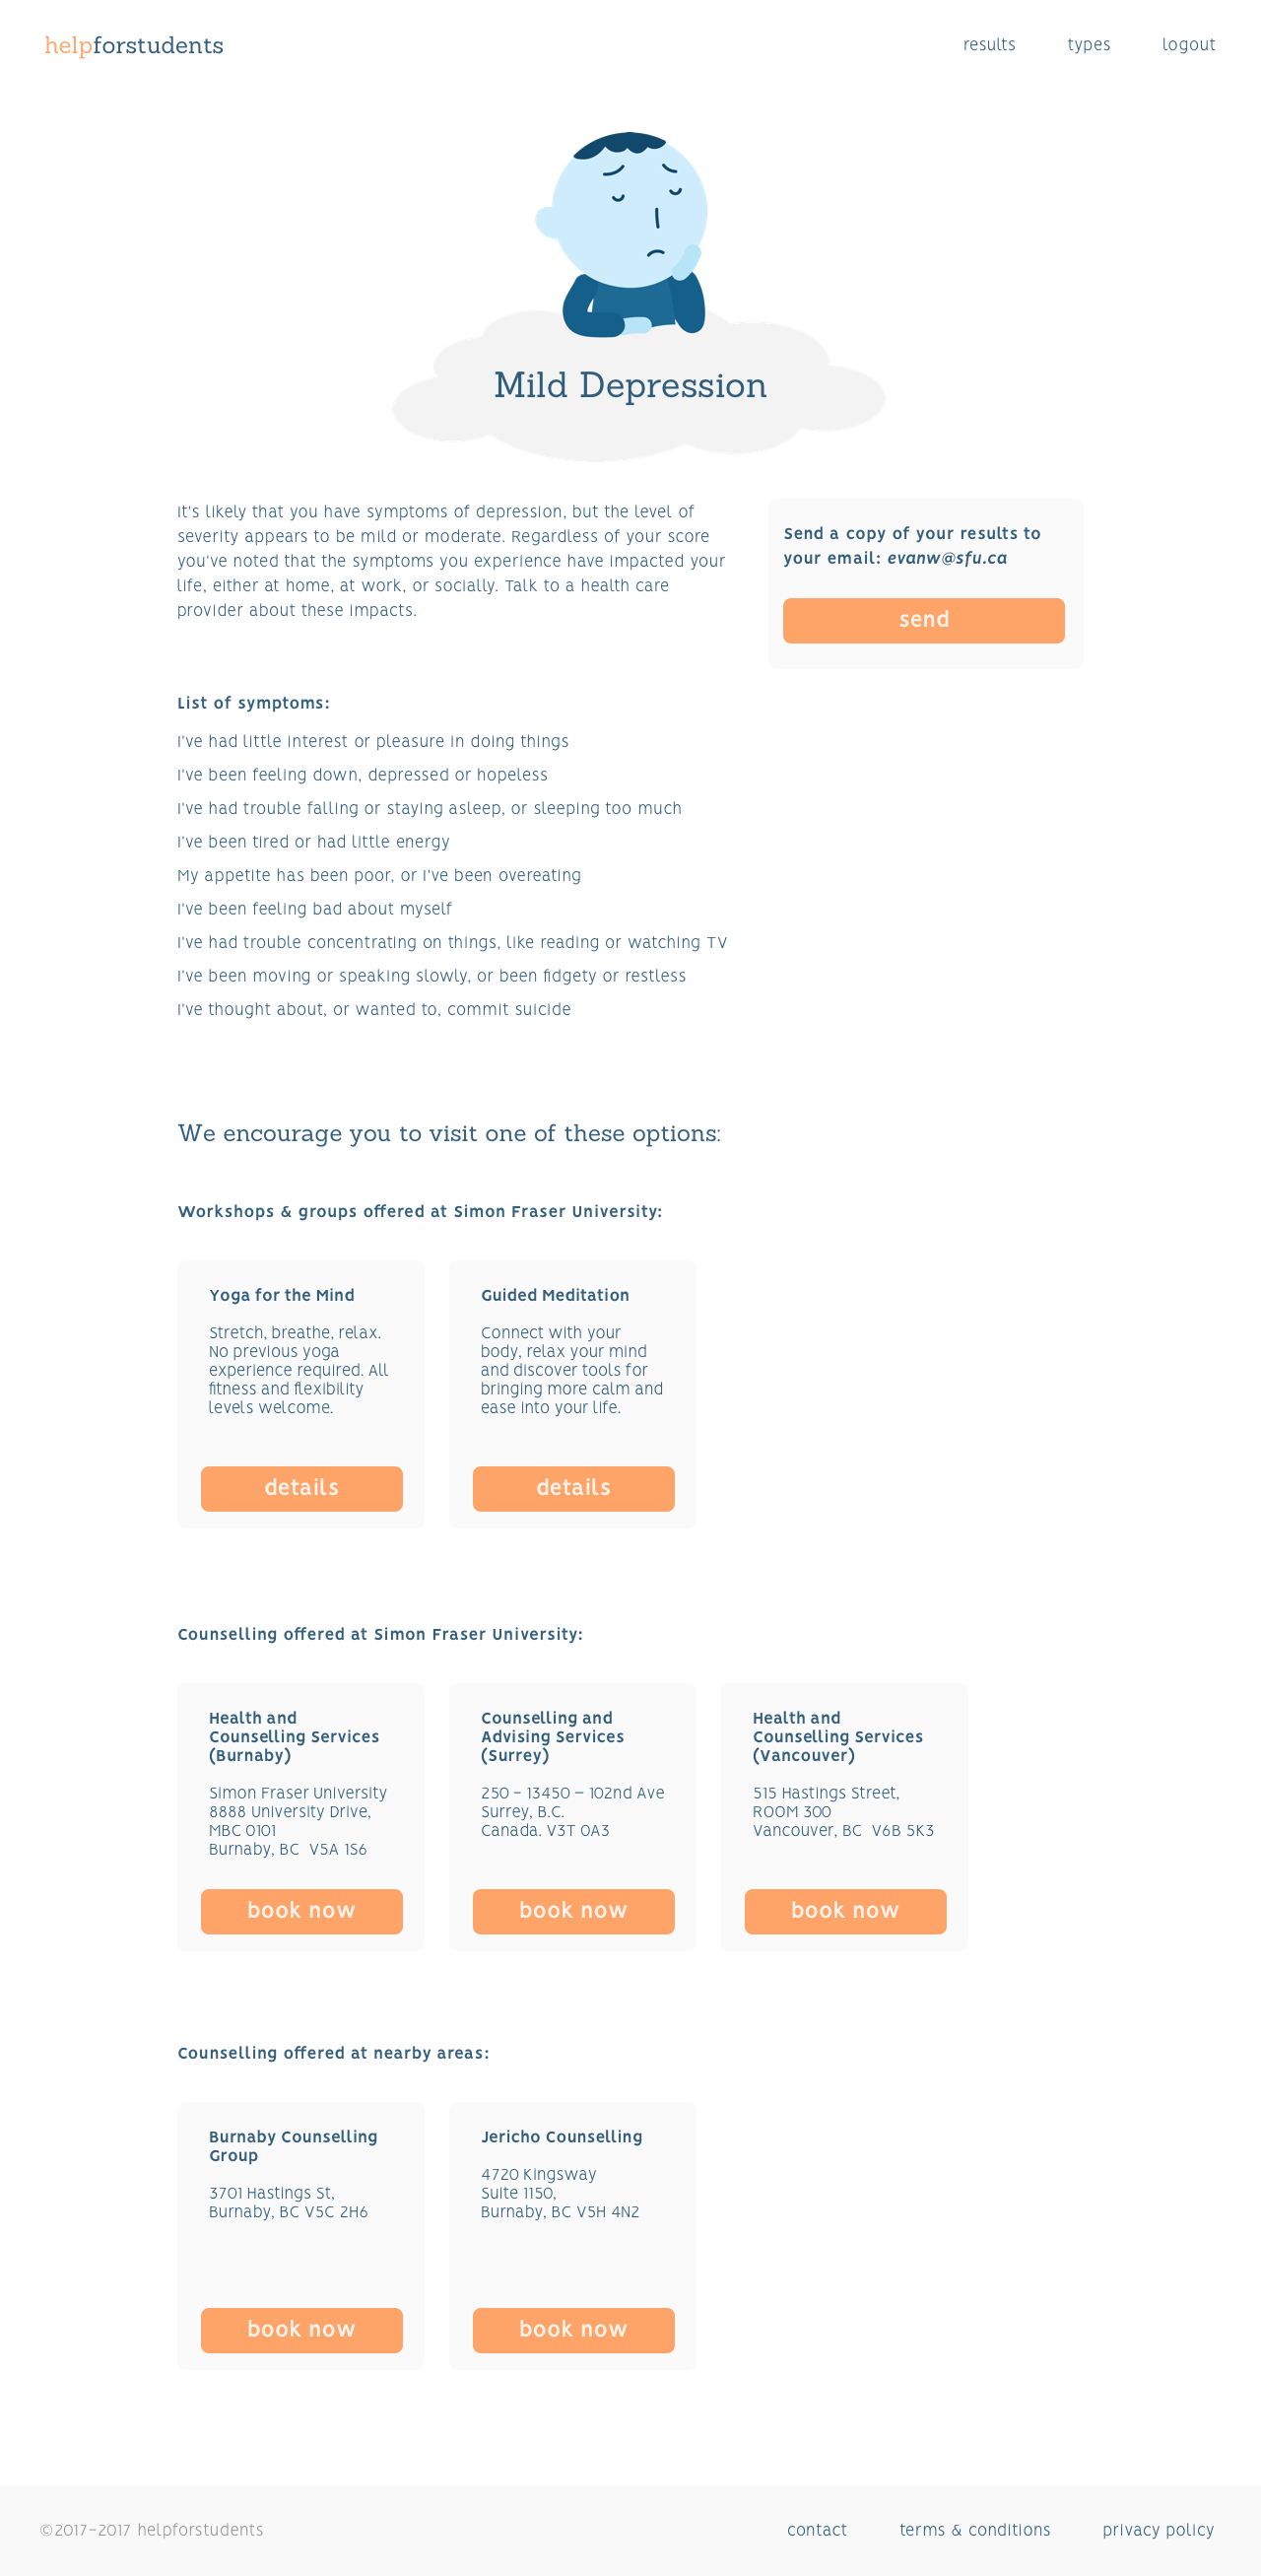 helpforstudents
results types logout
Mild Depression
It's likely that you have symptoms of depression, but the level of
severity appears to be mild or moderate. Regardless of your score
you've noted that the symptoms you experience have impacted your
life, either at home, at work, or socially. Talk to a health care
provider about these impacts.
Send a copy of your results to
your email: evanw@sfu.ca
send
List of symptoms:
I've had little interest or pleasure in doing things
I've been feeling down, depressed or hopeless
I've had trouble falling or staying asleep, or sleeping too much
I've been tired or had little energy
My appetite has been poor, or I've been overeating
I've been feeling bad about myself
I've had trouble concentrating on things, like reading or watching TV
I've been moving or speaking slowly, or been fidgety or restless
I've thought about, or wanted to, commit suicide
We encourage you to visit one of these options:
Workshops & groups offered at Simon Fraser University:
Yoga for the Mind
Stretch, breathe, relax.
No previous yoga
experience required. All
fitness and flexibility
levels welcome.
details
Guided Meditation
Connect with your
body, relax your mind
and discover tools for
bringing more calm and
ease into your life.
details
Counselling offered at Simon Fraser University:
Health and
Counselling Services
(Burnaby)
Simon Fraser University
8888 University Drive,
MBC 0101
Burnaby, BC  V5A 1S6
book now
Counselling and
Advising Services
(Surrey)
250 - 13450 – 102nd Ave
Surrey, B.C.
Canada. V3T 0A3
book now
Health and
Counselling Services
(Vancouver)
515 Hastings Street,
ROOM 300
Vancouver, BC  V6B 5K3
book now
Counselling offered at nearby areas:
Burnaby Counselling
Group
3701 Hastings St,
Burnaby, BC V5C 2H6
book now
Jericho Counselling
4720 Kingsway
Suite 1150,
Burnaby, BC V5H 4N2
book now
©2017-2017 helpforstudents
contact terms & conditions privacy policy